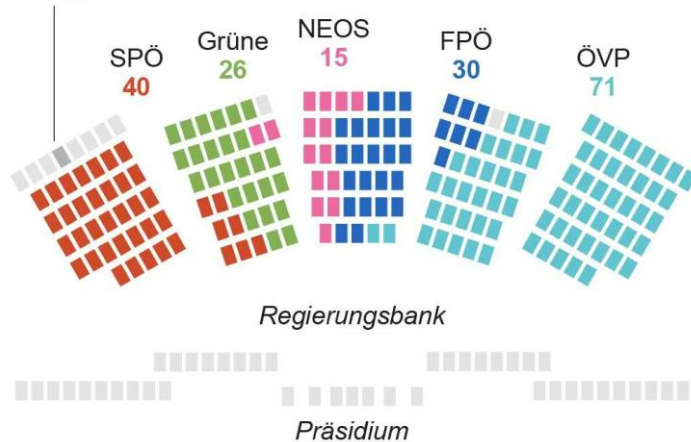 SPÖ
40
Grüne
26
NEOS
15
FPÖ
30
ÖVP
71
Regierungsbank
Präsidium